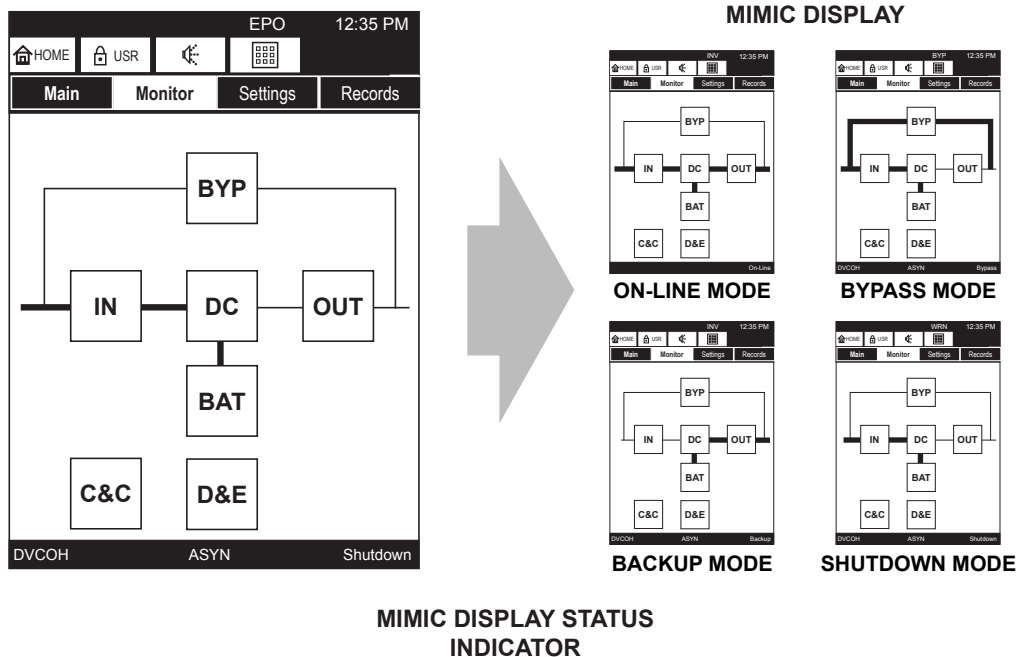 EPO 12:35 PM
HOME USR
Main Monitor Settings Records
BYP
IN DC OUT
BAT
C&C D&E
DVCOH ASYN Shutdown
MIMIC DISPLAY
INV 12:35 PM
HOME USR
Main Monitor Settings Records
BYP
IN DC OUT
BAT
C&C D&E
On-Line
ON-LINE MODE
BYP 12:35 PM
HOME USR
Main Monitor Settings Records
BYP
IN DC OUT
BAT
C&C D&E
DVCOH ASYN Bypass
BYPASS MODE
INV 12:35 PM
HOME USR
Main Monitor Settings Records
BYP
IN DC OUT
BAT
C&C D&E
DVCOH ASYN Backup
BACKUP MODE
WRN 12:35 PM
HOME USR
Main Monitor Settings Records
BYP
IN DC OUT
BAT
C&C D&E
DVCOH ASYN Shutdown
SHUTDOWN MODE
MIMIC DISPLAY STATUS
INDICATOR